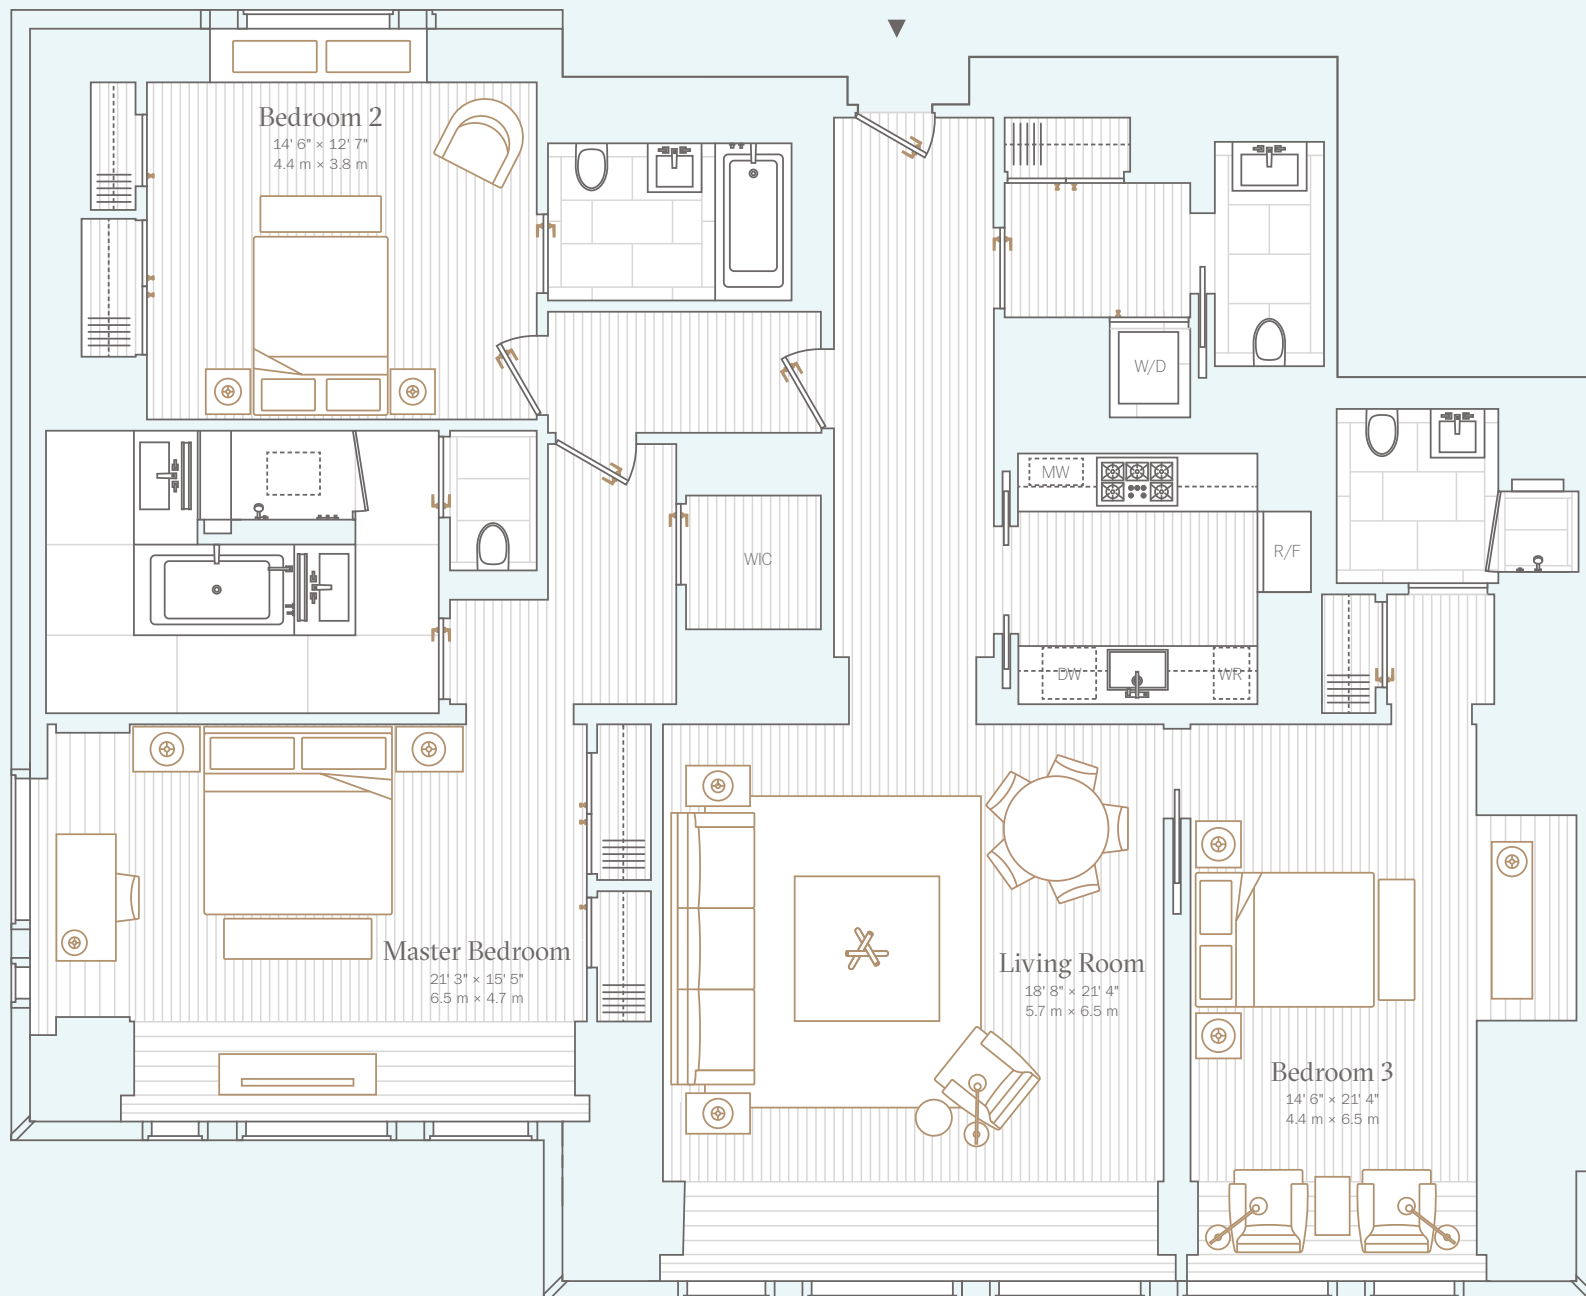 Bedroom 2
14' 6" × 12' 7"
4.4 m × 3.8 m
W/D
MW
R/F
WIC
DW
WR
Master Bedroom
21' 3" × 15' 5"
6.5 m × 4.7 m
Living Room
18' 8" × 21' 4"
5.7 m × 6.5 m
Bedroom 3
14' 6" × 21' 4"
4.4 m × 6.5 m